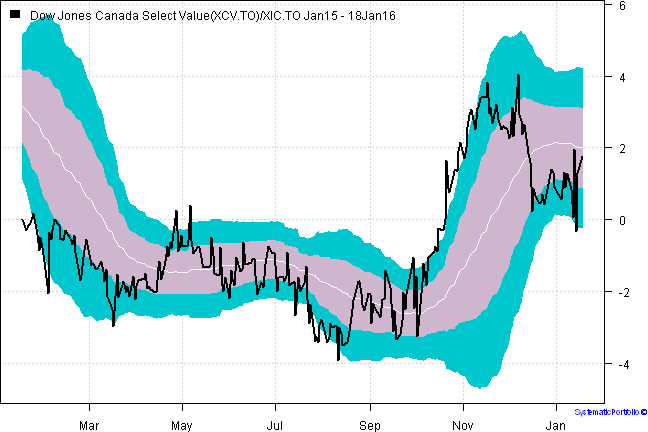 Dow Jones Canada Select Value(XCV.TO)/XIC.TO Jan15 - 18Jan16
6
4
2
0
-2
-4
Mar May Jul Sep Nov Jan
SystematicPortfolio ©